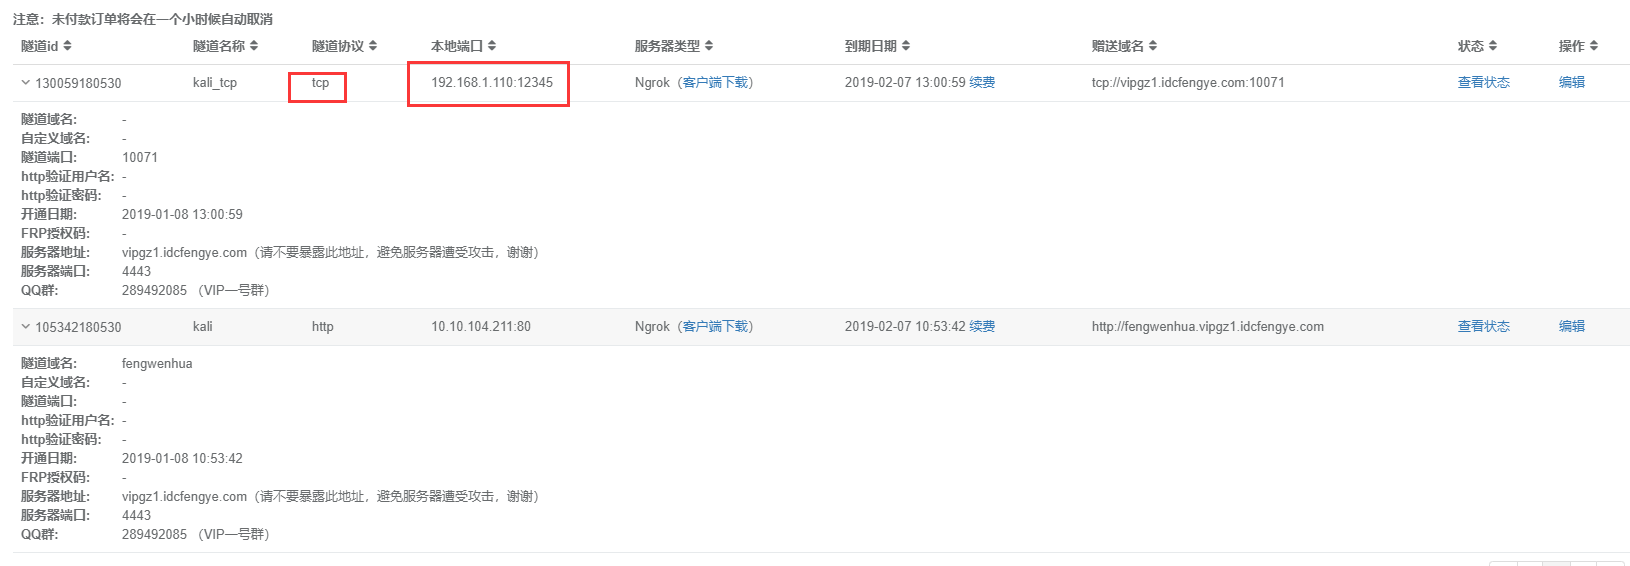 注意：未付款订单将会在一个小时候自动取消
隧道id 隧道名称 隧道协议 本地端口 服务器类型 到期日期 赠送域名 状态 操作
130059180530 kali_tcp tcp 192.168.1.110:12345 Ngrok（客户端下载） 2019-02-07 13:00:59 续费 tcp://vipgz1.idcfengye.com:10071 查看状态 编辑
隧道域名: -
自定义域名: -
隧道端口: 10071
http验证用户名: -
http验证密码: -
开通日期: 2019-01-08 13:00:59
FRP授权码: -
服务器地址: vipgz1.idcfengye.com（请不要暴露此地址，避免服务器遭受攻击，谢谢）
服务器端口: 4443
QQ群: 289492085 （VIP一号群）
105342180530 kali http 10.10.104.211:80 Ngrok（客户端下载） 2019-02-07 10:53:42 续费 http://fengwenhua.vipgz1.idcfengye.com 查看状态 编辑
隧道域名: fengwenhua
自定义域名: -
隧道端口: -
http验证用户名: -
http验证密码: -
开通日期: 2019-01-08 10:53:42
FRP授权码: -
服务器地址: vipgz1.idcfengye.com（请不要暴露此地址，避免服务器遭受攻击，谢谢）
服务器端口: 4443
QQ群: 289492085 （VIP一号群）